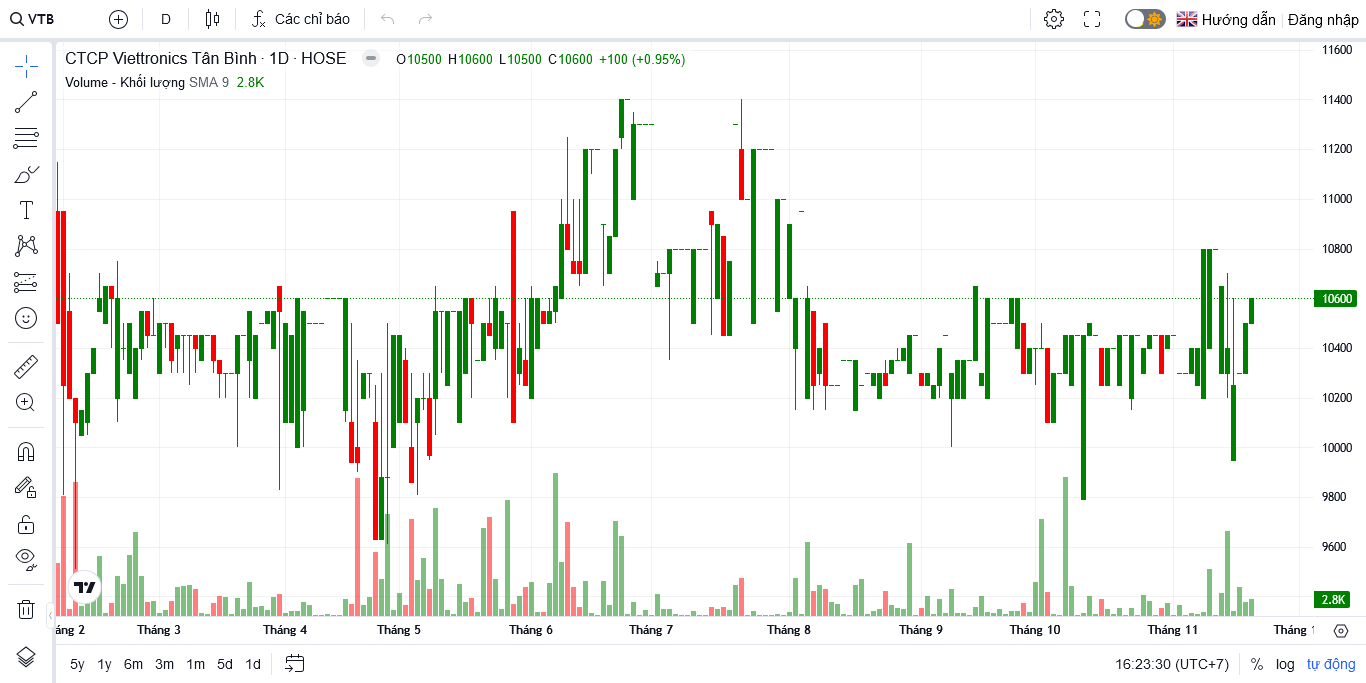 VTB D Các chỉ báo Hướng dẫn Đăng nhập
CTCP Viettronics Tân Bình · 1D · HOSE O10500 H10600 L10500 C10600 +100 (+0.95%)
Volume - Khối lượng SMA 9 2.8K
11600
11400
11200
11000
10800
10600
10400
10200
10000
9800
9600
2.8K
áng 2 Tháng 3 Tháng 4 Tháng 5 Tháng 6 Tháng 7 Tháng 8 Tháng 9 Tháng 10 Tháng 11 Tháng 1
5y 1y 6m 3m 1m 5d 1d 16:23:30 (UTC+7) % log tự động